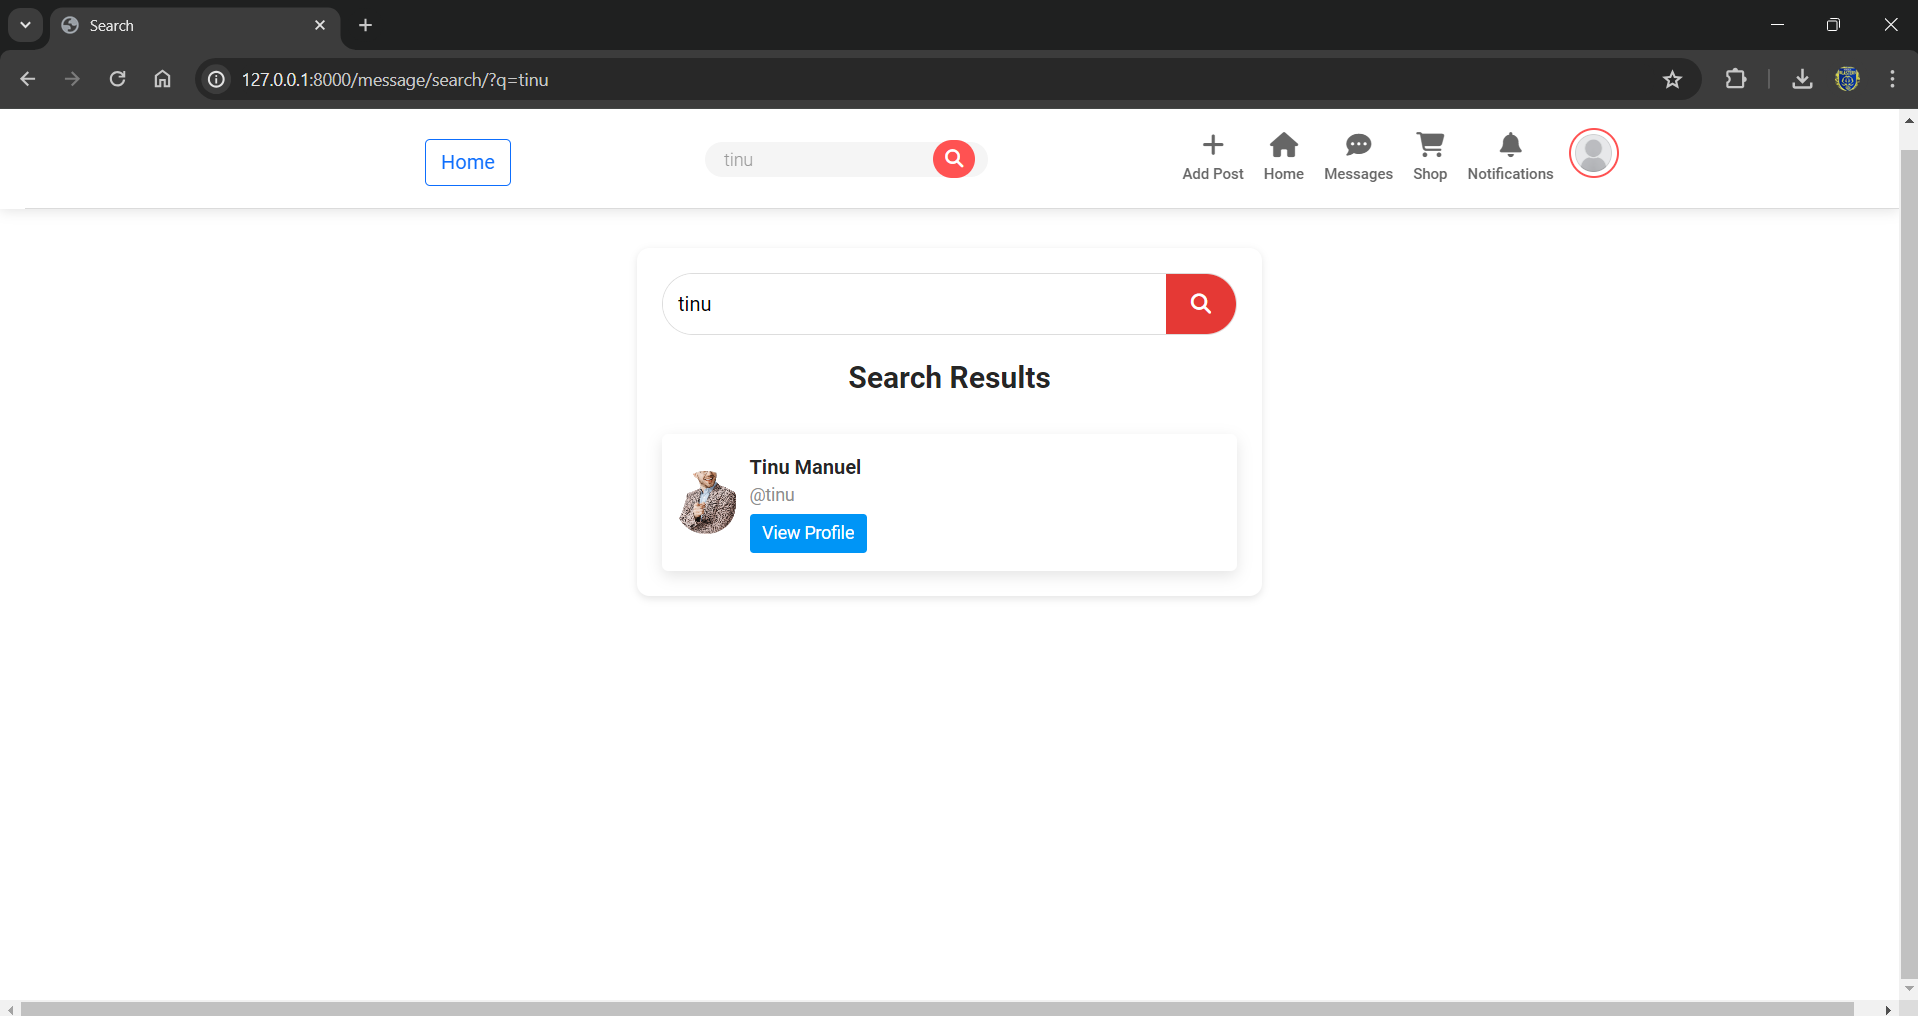 Search
127.0.0.1:8000/message/search/?q=tinu
Home
tinu
Add Post
Home
Messages
Shop
Notifications
tinu
Search Results
Tinu Manuel
@tinu
View Profile